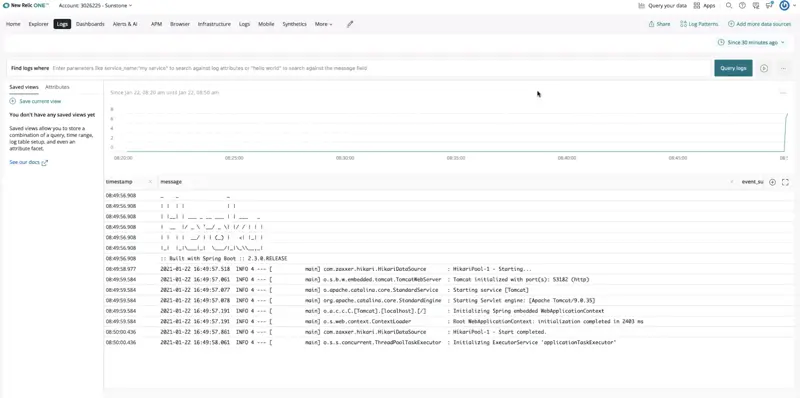 New Relic ONE™ Account: 3026225 - Sunstone Query your data Apps
Home Explorer Logs Dashboards Alerts & AI APM Browser Infrastructure Logs Mobile Synthetics More Share Log Patterns Add more data sources
Since 30 minutes ago
Find logs where Enter parameters like service_name:"my service" to search against log attributes or "hello world" to search against the message field Query logs
Saved views Attributes
Save current view
You don't have any saved views yet
Saved views allow you to store a combination of a query, time range, log table setup, and even an attribute facet.
See our docs
Since Jan 22, 08:20 am until Jan 22, 08:50 am
8
6
4
2
0
08:20:00 08:25:00 08:30:00 08:35:00 08:40:00 08:45:00
timestamp message event_su
08:49:56.908
08:49:56.908
08:49:56.908
08:49:56.908
08:49:56.908
08:49:56.908
08:49:56.908 :: Built with Spring Boot :: 2.3.0.RELEASE
08:49:58.977 2021-01-22 16:49:57.518 INFO 4 --- [ main] com.zaxxer.hikari.HikariDataSource : HikariPool-1 - Starting...
08:49:59.584 2021-01-22 16:49:57.061 INFO 4 --- [ main] o.s.b.w.embedded.tomcat.TomcatWebServer : Tomcat initialized with port(s): 53182 (http)
08:49:59.584 2021-01-22 16:49:57.077 INFO 4 --- [ main] o.apache.catalina.core.StandardService : Starting service [Tomcat]
08:49:59.584 2021-01-22 16:49:57.078 INFO 4 --- [ main] org.apache.catalina.core.StandardEngine : Starting Servlet engine: [Apache Tomcat/9.0.35]
08:49:59.584 2021-01-22 16:49:57.191 INFO 4 --- [ main] o.a.c.c.C.[Tomcat].[localhost].[/] : Initializing Spring embedded WebApplicationContext
08:49:59.584 2021-01-22 16:49:57.191 INFO 4 --- [ main] o.s.web.context.ContextLoader : Root WebApplicationContext: initialization completed in 2403 ms
08:50:00.436 2021-01-22 16:49:57.861 INFO 4 --- [ main] com.zaxxer.hikari.HikariDataSource : HikariPool-1 - Start completed.
08:50:00.436 2021-01-22 16:49:58.061 INFO 4 --- [ main] o.s.s.concurrent.ThreadPoolTaskExecutor : Initializing ExecutorService 'applicationTaskExecutor'